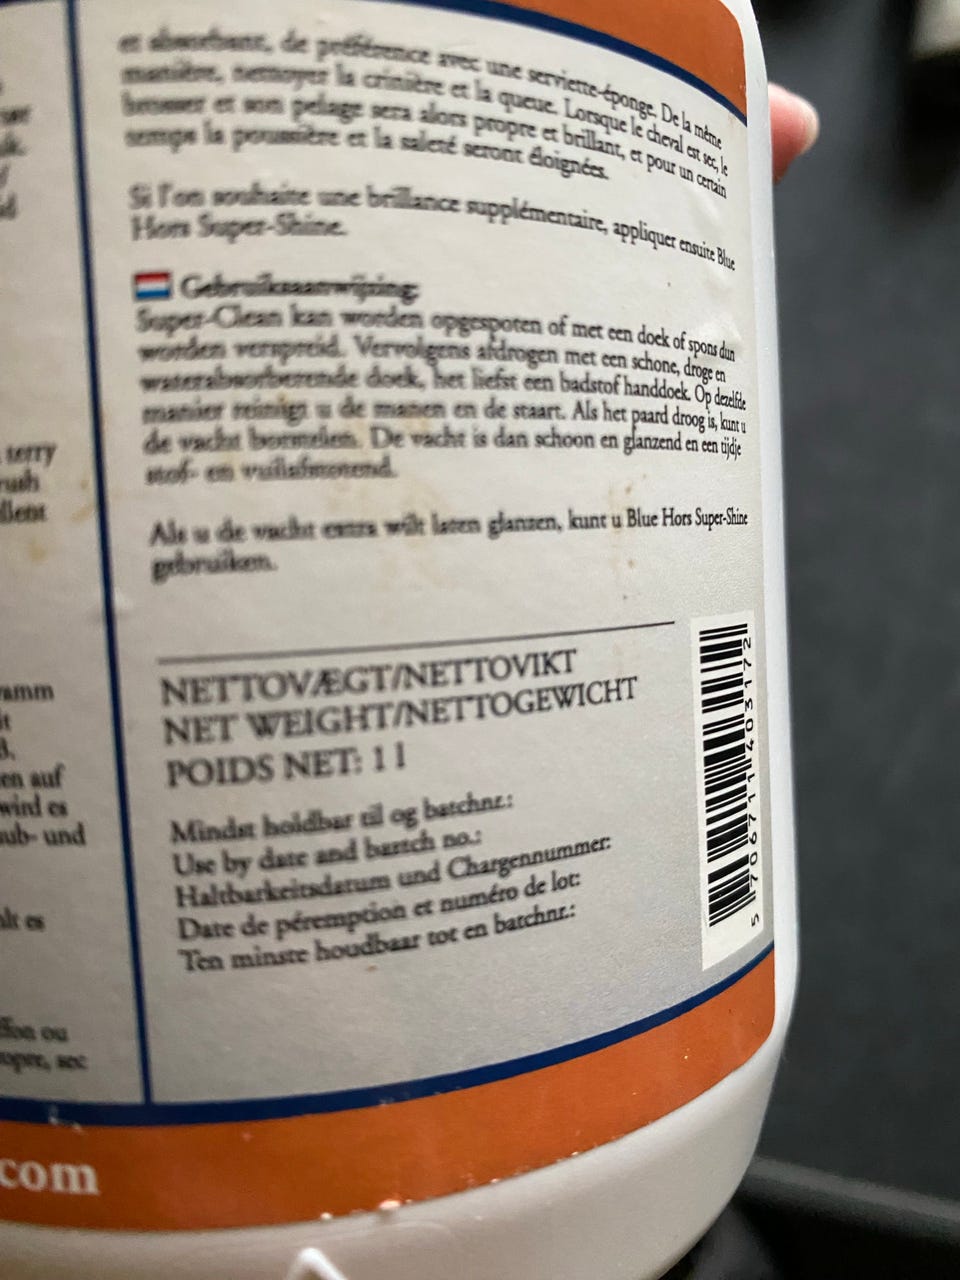 et absorbant, de préférence avec une serviette-éponge. De la même
manière, nettoyer la crinière et la queue. Lorsque le cheval est sec, le
brosser et son pelage sera alors propre et brillant, et pour un certain
temps la poussière et la saleté seront éloignées.
Si l'on souhaite une brillance supplémentaire, appliquer ensuite Blue
Hors Super-Shine.
Gebruiksaanwijzing:
Super-Clean kan worden opgespoten of met een doek of spons dun
worden verspreid. Vervolgens afdrogen met een schone, droge en
waterabsorberende doek, het liefst een badstof handdoek. Op dezelfde
manier reinigt u de manen en de staart. Als het paard droog is, kunt u
de vacht borstelen. De vacht is dan schoon en glanzend en een tijdje
stof- en vuilafstotend.
Als u de vacht extra wilt laten glanzen, kunt u Blue Hors Super-Shine
gebruiken.
NETTOVÆGT/NETTOVIKT
NET WEIGHT/NETTOGEWICHT
POIDS NET: 1 l
Mindst holdbar til og batchnr.:
Use by date and bartch no.:
Haltbarkeitsdatum und Chargennummer:
Date de péremption et numéro de lot:
Ten minste houdbaar tot en batchnr.:
5 706711 403172
terry
rush
llent
amm
en auf
wird es
ub- und
lt es
ffon ou
opre, sec
.com